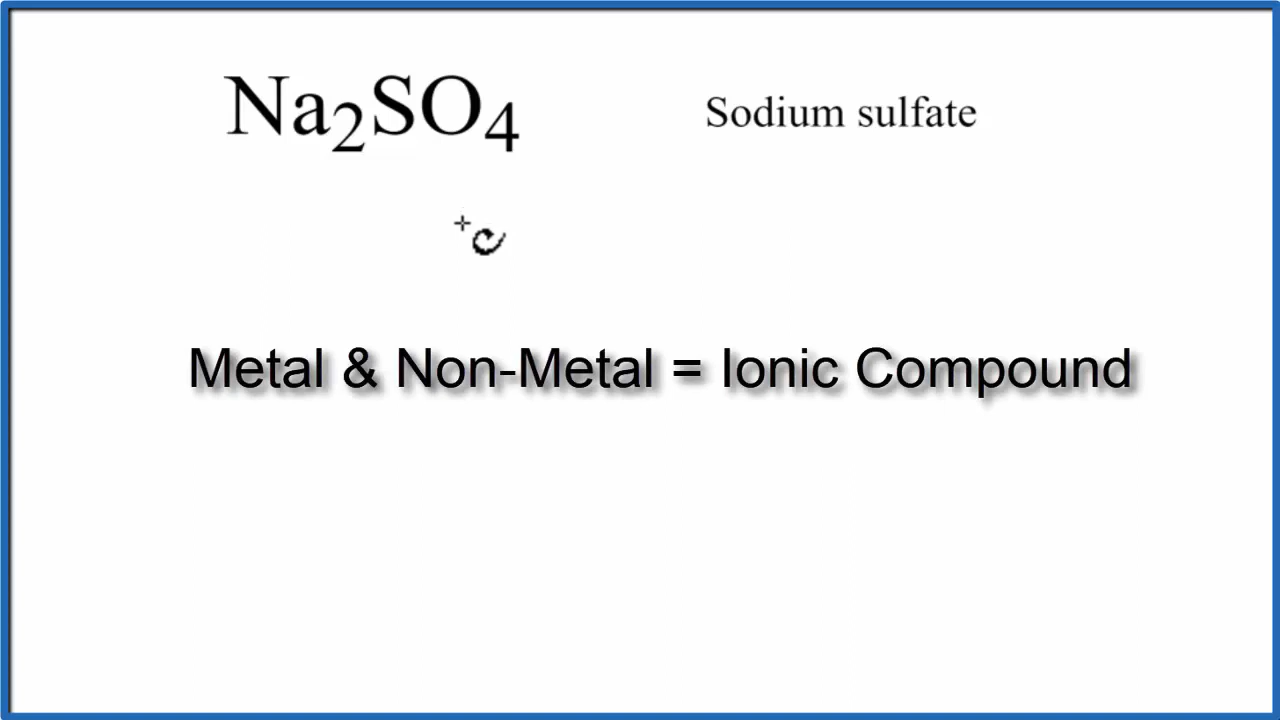 Na₂SO₄
Sodium sulfate
Metal & Non-Metal = Ionic Compound